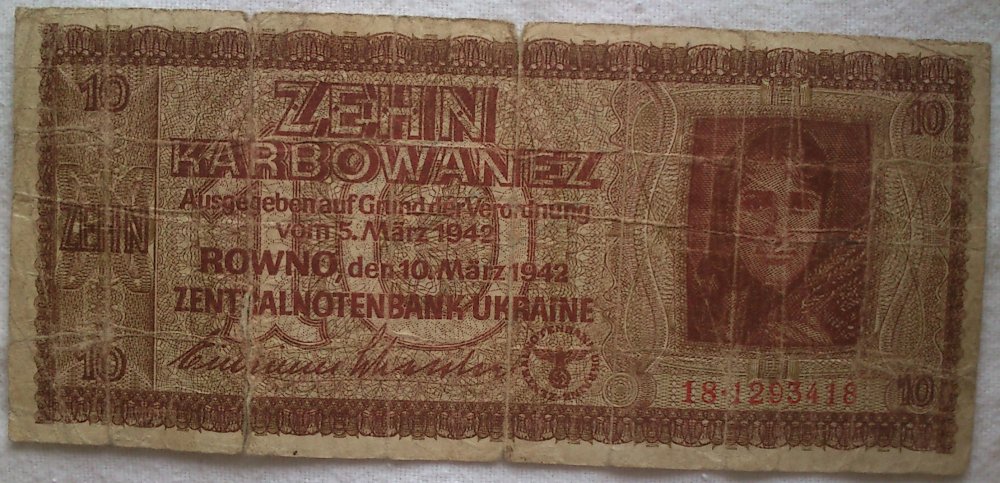 10
10
ZEHN
KARBOWANEZ
Ausgegeben auf Grund der Verordnung
vom 5. März 1942
ZEHN
ROWNO, den 10. März 1942
ZENTRALNOTENBANK UKRAINE
10
18·1293418
10